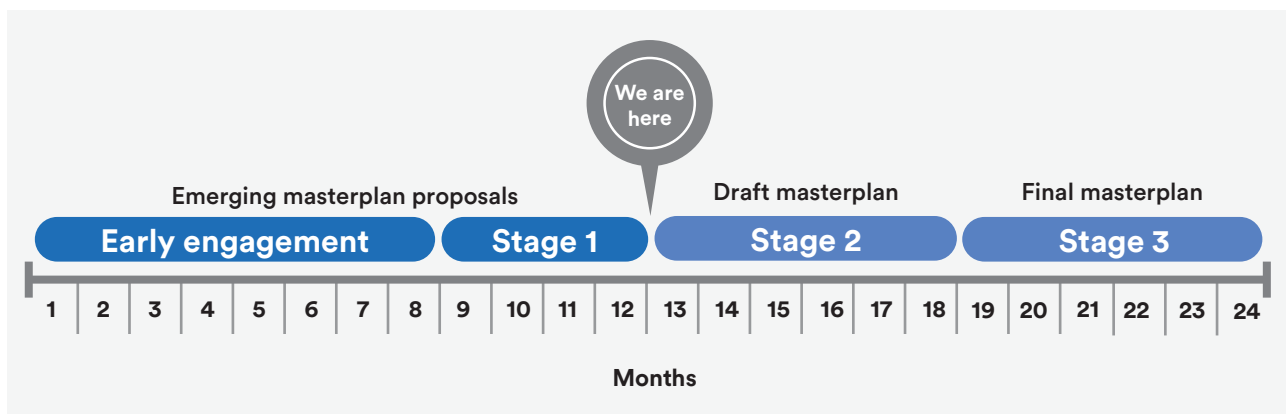 We are
here
Emerging masterplan proposals
Draft masterplan
Final masterplan
Early engagement
Stage 1
Stage 2
Stage 3
1 2 3 4 5 6 7 8 9 10 11 12 13 14 15 16 17 18 19 20 21 22 23 24
Months